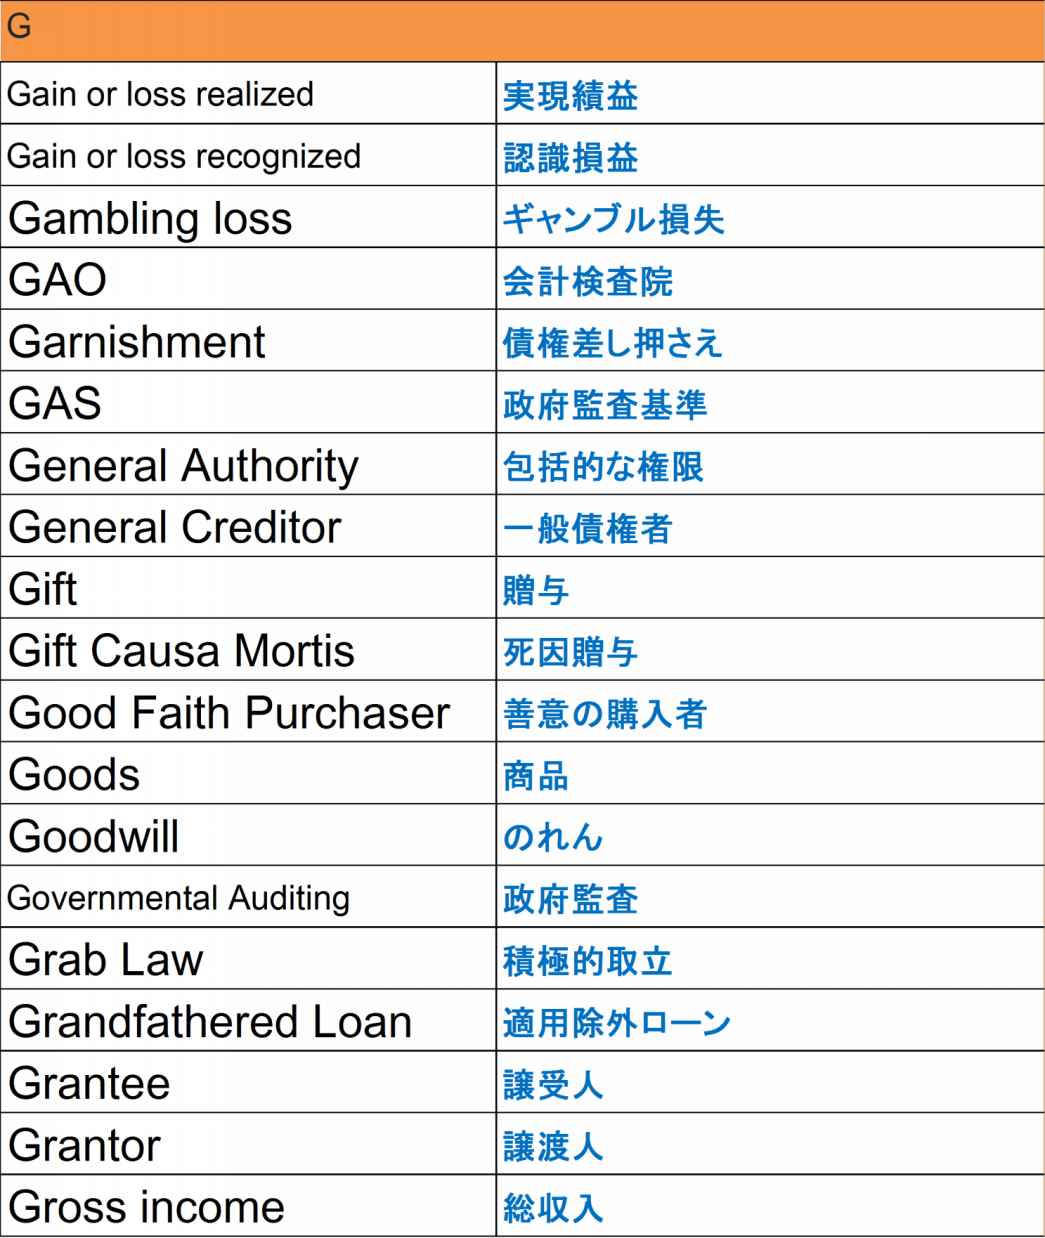 G
Gain or loss realized 実現績益
Gain or loss recognized 認識損益
Gambling loss ギャンブル損失
GAO 会計検査院
Garnishment 債権差し押さえ
GAS 政府監査基準
General Authority 包括的な権限
General Creditor 一般債権者
Gift 贈与
Gift Causa Mortis 死因贈与
Good Faith Purchaser 善意の購入者
Goods 商品
Goodwill のれん
Governmental Auditing 政府監査
Grab Law 積極的取立
Grandfathered Loan 適用除外ローン
Grantee 譲受人
Grantor 譲渡人
Gross income 総収入